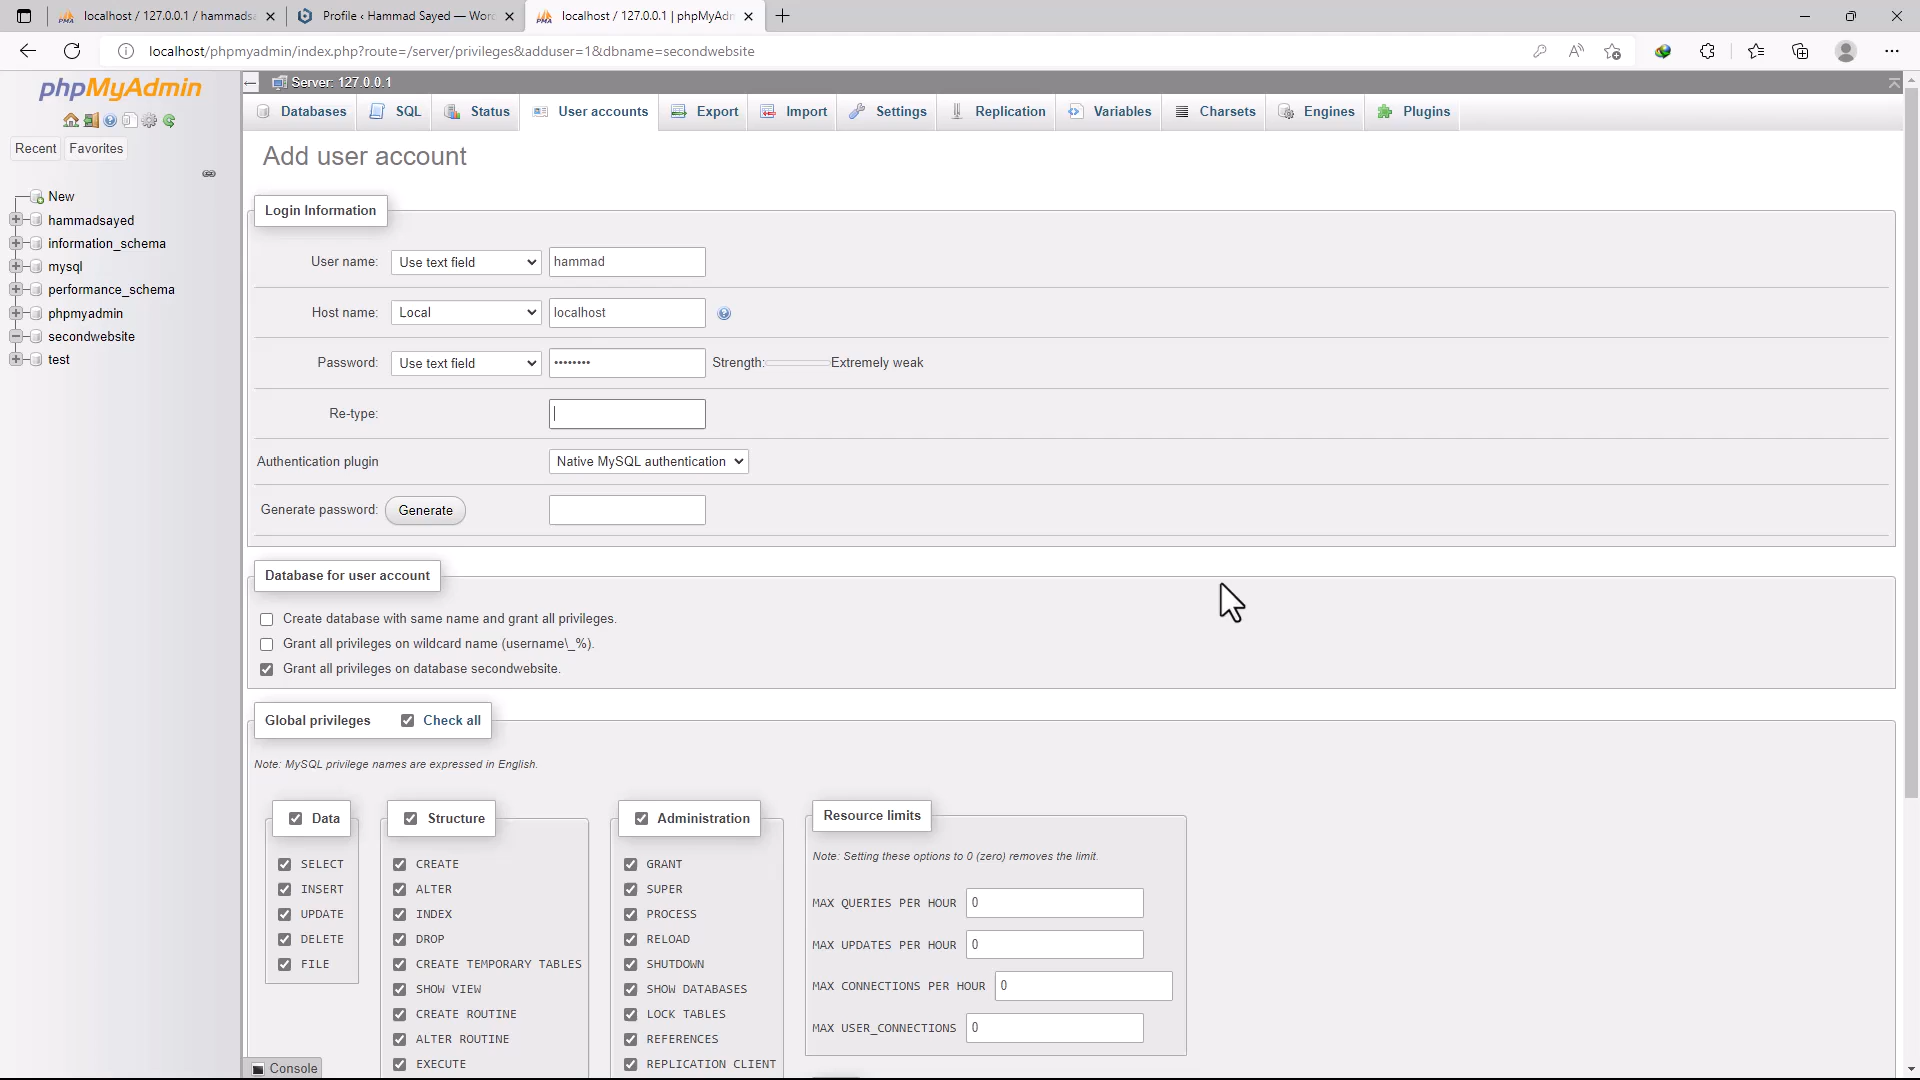 localhost / 127.0.0.1 / hammadsa
Profile ‹ Hammad Sayed — Wor
localhost / 127.0.0.1 | phpMyAdm
localhost/phpmyadmin/index.php?route=/server/privileges&adduser=1&dbname=secondwebsite
phpMyAdmin
Recent Favorites
New
hammadsayed
information_schema
mysql
performance_schema
phpmyadmin
secondwebsite
test
Server: 127.0.0.1
Databases SQL Status User accounts Export Import Settings Replication Variables Charsets Engines Plugins
Add user account
Login Information
User name: Use text field hammad
Host name: Local localhost
Password: Use text field •••••••• Strength: Extremely weak
Re-type:
Authentication plugin Native MySQL authentication
Generate password: Generate
Database for user account
Create database with same name and grant all privileges.
Grant all privileges on wildcard name (username\_%).
Grant all privileges on database secondwebsite.
Global privileges Check all
Note: MySQL privilege names are expressed in English.
Data
SELECT
INSERT
UPDATE
DELETE
FILE
Structure
CREATE
ALTER
INDEX
DROP
CREATE TEMPORARY TABLES
SHOW VIEW
CREATE ROUTINE
ALTER ROUTINE
EXECUTE
Administration
GRANT
SUPER
PROCESS
RELOAD
SHUTDOWN
SHOW DATABASES
LOCK TABLES
REFERENCES
REPLICATION CLIENT
Resource limits
Note: Setting these options to 0 (zero) removes the limit.
MAX QUERIES PER HOUR 0
MAX UPDATES PER HOUR 0
MAX CONNECTIONS PER HOUR 0
MAX USER_CONNECTIONS 0
Console